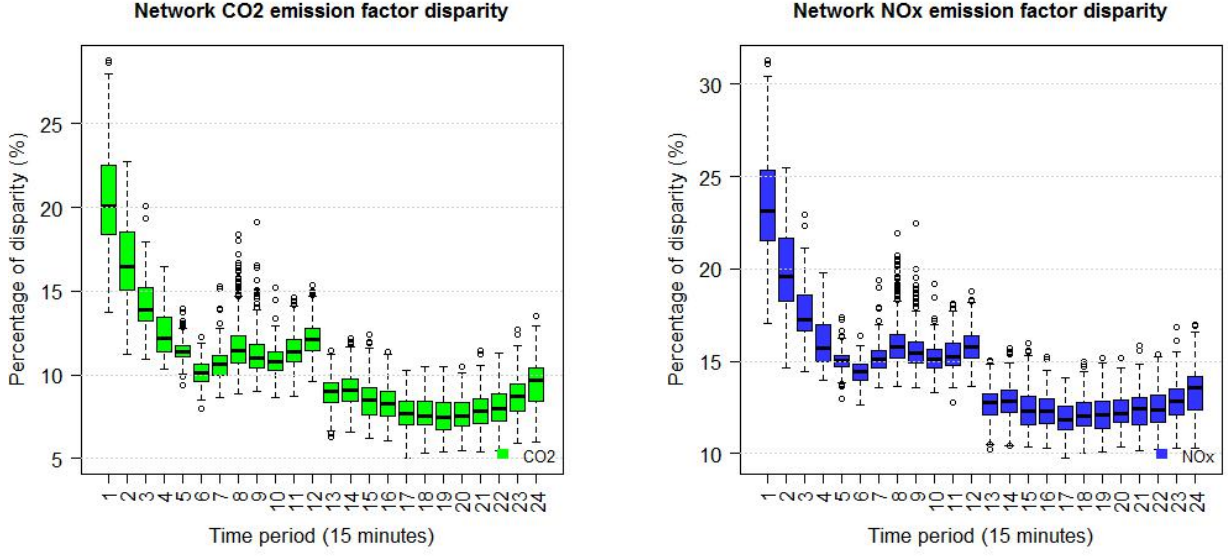 Network CO2 emission factor disparity
Percentage of disparity (%)
25
20
15
10
5
CO2
1 2 3 4 5 6 7 8 9 10 11 12 13 14 15 16 17 18 19 20 21 22 23 24
Time period (15 minutes)
Network NOx emission factor disparity
Percentage of disparity (%)
30
25
20
15
10
NOx
1 2 3 4 5 6 7 8 9 10 11 12 13 14 15 16 17 18 19 20 21 22 23 24
Time period (15 minutes)